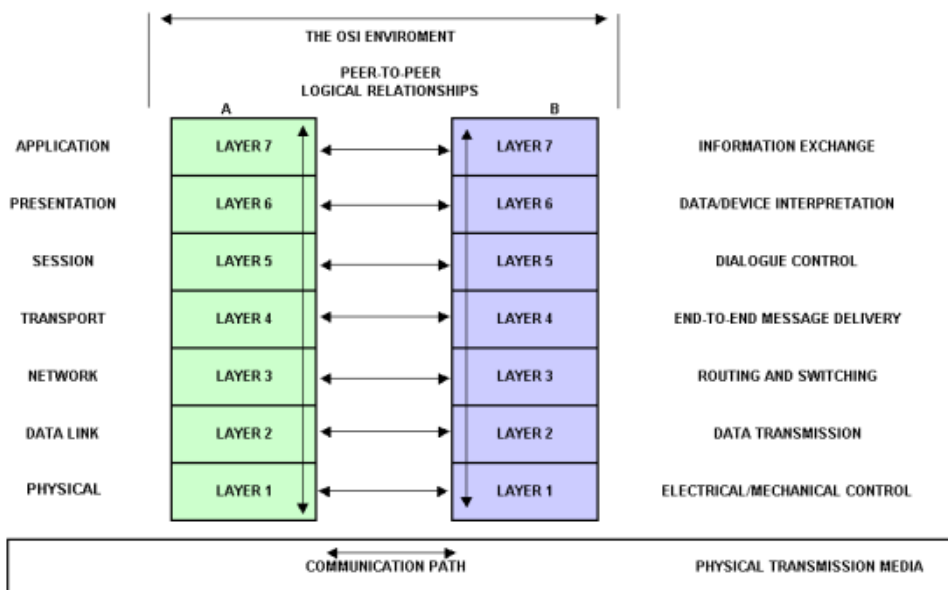 THE OSI ENVIROMENT
PEER-TO-PEER
LOGICAL RELATIONSHIPS
A B
APPLICATION LAYER 7 LAYER 7 INFORMATION EXCHANGE
PRESENTATION LAYER 6 LAYER 6 DATA/DEVICE INTERPRETATION
SESSION LAYER 5 LAYER 5 DIALOGUE CONTROL
TRANSPORT LAYER 4 LAYER 4 END-TO-END MESSAGE DELIVERY
NETWORK LAYER 3 LAYER 3 ROUTING AND SWITCHING
DATA LINK LAYER 2 LAYER 2 DATA TRANSMISSION
PHYSICAL LAYER 1 LAYER 1 ELECTRICAL/MECHANICAL CONTROL
COMMUNICATION PATH PHYSICAL TRANSMISSION MEDIA